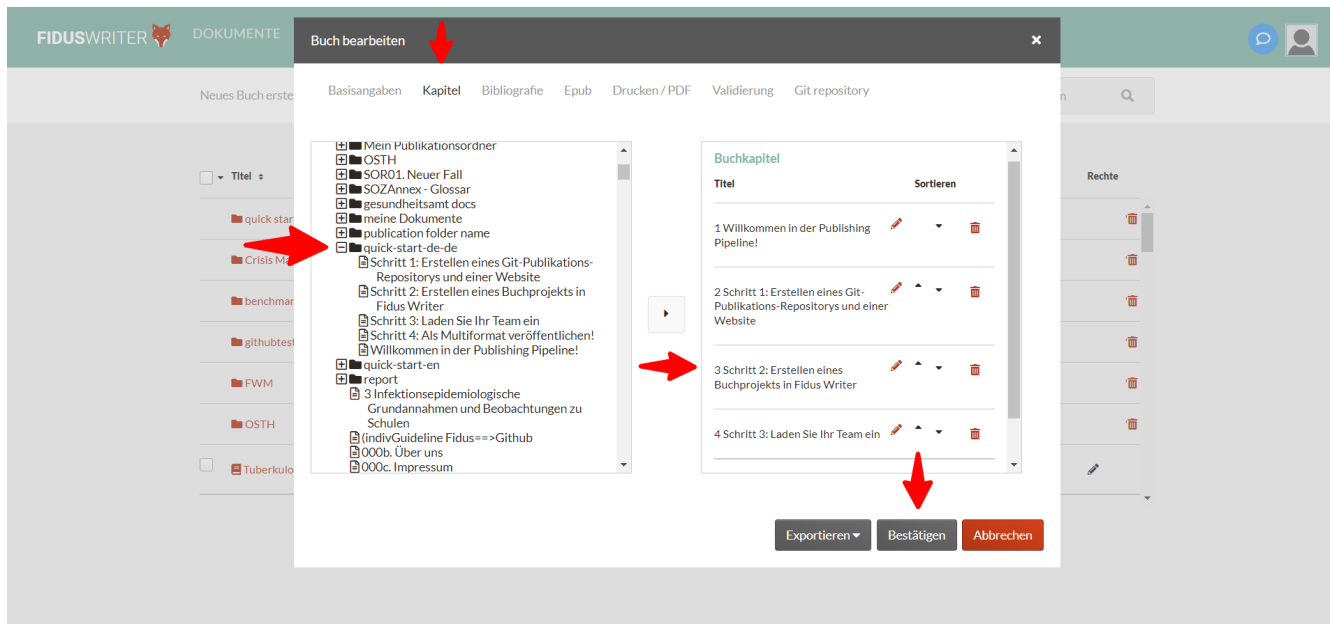 FIDUSWRITER DOKUMENTE
Buch bearbeiten
Neues Buch erste
Basisangaben Kapitel Bibliografie Epub Drucken / PDF Validierung Git repository
n
Titel
Rechte
quick star
Crisis Ma
benchmar
githubtest
FWM
OSTH
Tuberkulo
Mein Publikationsordner
OSTH
SOR01. Neuer Fall
SOZAnnex - Glossar
gesundheitsamt docs
meine Dokumente
publication folder name
quick-start-de-de
Schritt 1: Erstellen eines Git-Publikations-
Repositorys und einer Website
Schritt 2: Erstellen eines Buchprojekts in
Fidus Writer
Schritt 3: Laden Sie Ihr Team ein
Schritt 4: Als Multiformat veröffentlichen!
Willkommen in der Publishing Pipeline!
quick-start-en
report
3 Infektionsepidemiologische
Grundannahmen und Beobachtungen zu
Schulen
(indivGuideline Fidus==>Github
000b. Über uns
000c. Impressum
Buchkapitel
Titel Sortieren
1 Willkommen in der Publishing
Pipeline!
2 Schritt 1: Erstellen eines Git-
Publikations-Repositorys und einer
Website
3 Schritt 2: Erstellen eines
Buchprojekts in Fidus Writer
4 Schritt 3: Laden Sie Ihr Team ein
Exportieren Bestätigen Abbrechen